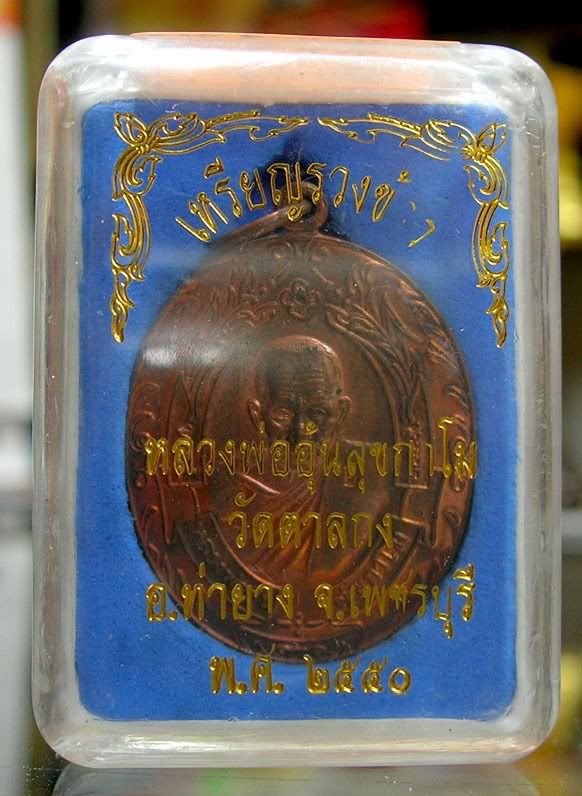 เหรียญรวงข้าว
หลวงพ่ออุ้นสุขกาโม
วัดตาลกง
อ.ท่ายาง จ.เพชรบุรี
พ.ศ. ๒๕๕๐